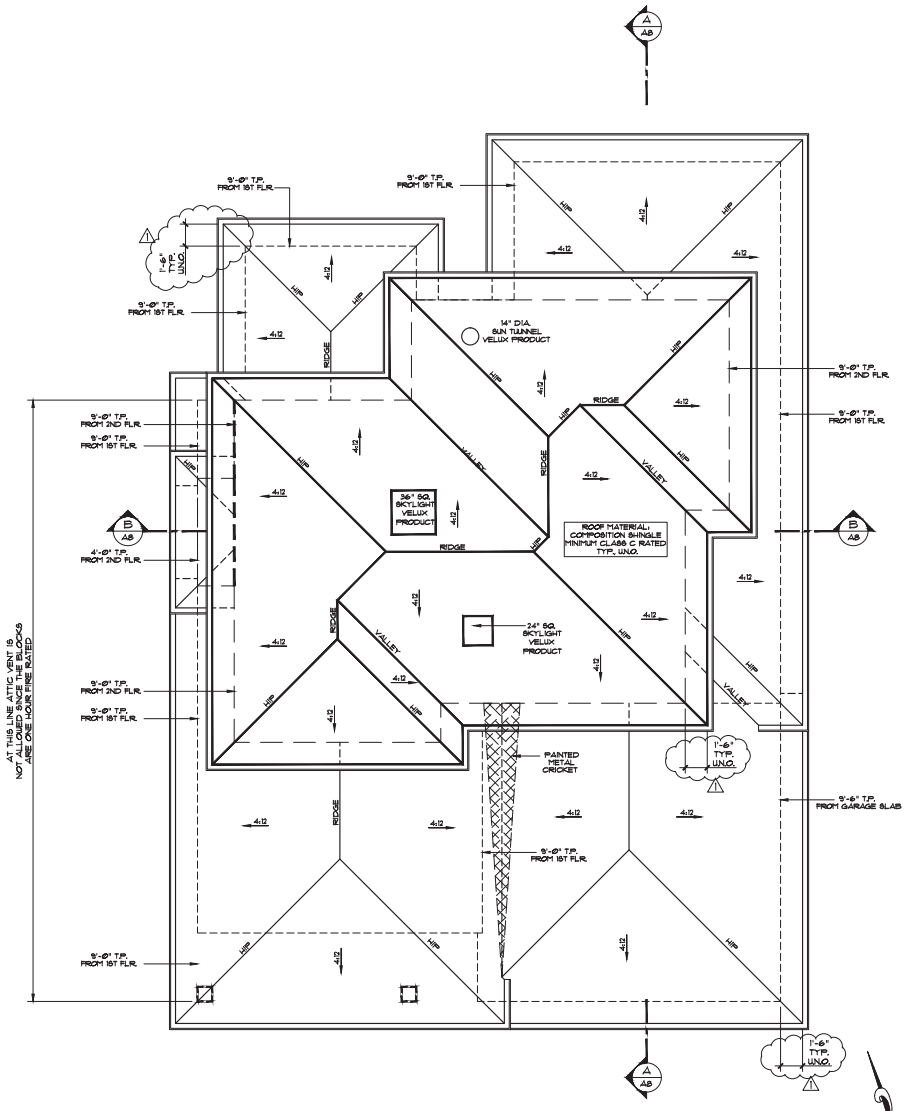 A
A8
9'-0" T.P.
FROM 1ST FLR.
9'-0" T.P.
FROM 1ST FLR.
1
1'-6"
TYP.
U.N.O.
HIP
HIP
4:12
4:12
4:12
4:12
HIP
HIP
4:12
RIDGE
9'-0" T.P.
FROM 1ST FLR.
14" DIA.
SUN TUNNEL
VELUX PRODUCT
HIP
4:12
HIP
RIDGE
HIP
4:12
9'-0" T.P.
FROM 2ND FLR.
9'-0" T.P.
FROM 1ST FLR.
9'-0" T.P.
FROM 2ND FLR.
9'-0" T.P.
FROM 1ST FLR.
HIP
HIP
4:12
4:12
VALLEY
RIDGE
4:12
VALLEY
HIP
36" SQ.
SKYLIGHT
VELUX
PRODUCT
4:12
4:12
B
A8
B
A8
ROOF MATERIAL:
COMPOSITION SHINGLE
MINIMUM CLASS C RATED
TYP. U.N.O.
RIDGE
HIP
4'-0" T.P.
FROM 2ND FLR.
4:12
4:12
4:12
RIDGE
VALLEY
24" SQ.
SKYLIGHT
VELUX
PRODUCT
HIP
4:12
4:12
4:12
4:12
HIP
VALLEY
AT THIS LINE ATTIC VENT IS
NOT ALLOWED SINCE THE BLOCKS
ARE ONE HOUR FIRE RATED
9'-0" T.P.
FROM 2ND FLR.
9'-0" T.P.
FROM 1ST FLR.
HIP
4:12
HIP
PAINTED
METAL
CRICKET
1'-6"
TYP.
U.N.O.
1
RIDGE
4:12
4:12
4:12
4:12
9'-6" T.P.
FROM GARAGE SLAB
9'-0" T.P.
FROM 1ST FLR.
HIP
HIP
4:12
4:12
HIP
9'-0" T.P.
FROM 1ST FLR.
1'-6"
TYP.
U.N.O.
1
A
A8